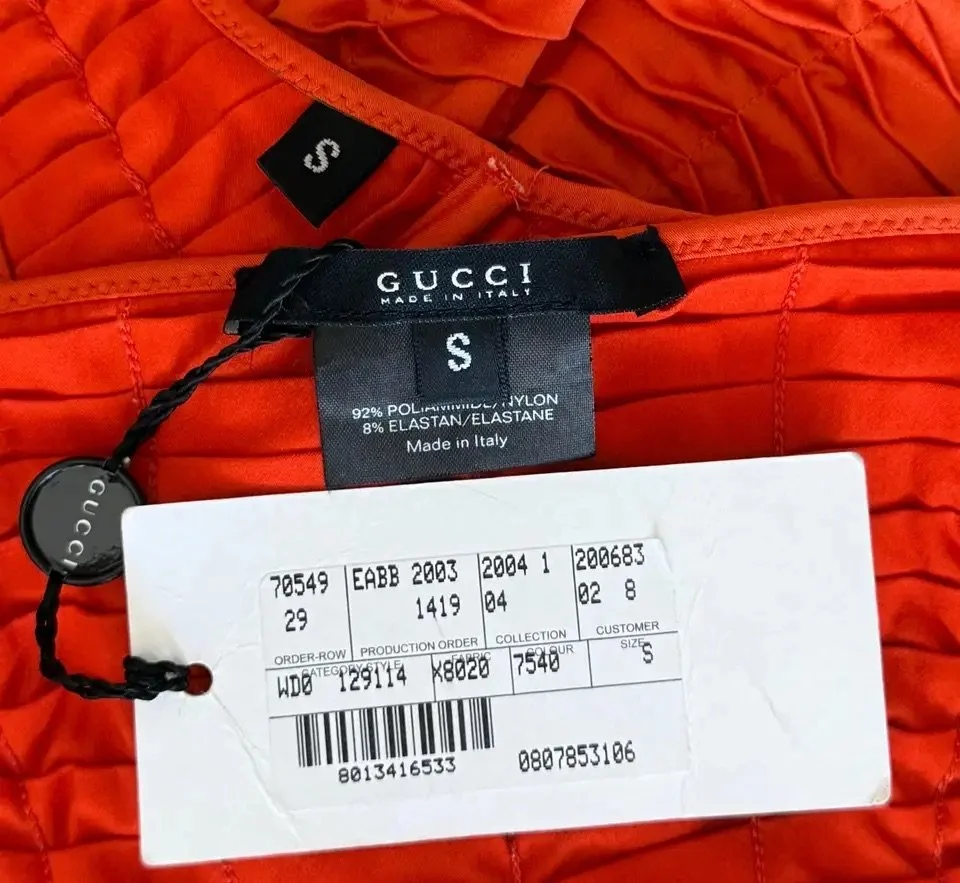 S
GUCCI
MADE IN ITALY
S
92% POLIAMMIDE/NYLON
8% ELASTAN/ELASTANE
Made in Italy
GUCCI
70549 EABB 2003 2004 1 200683
29 1419 04 02 8
ORDER-ROW PRODUCTION ORDER COLLECTION CUSTOMER
CATEGORY STYLE FABRIC COLOUR SIZE
WD0 129114 X8020 7540 S
8013416533 0807853106